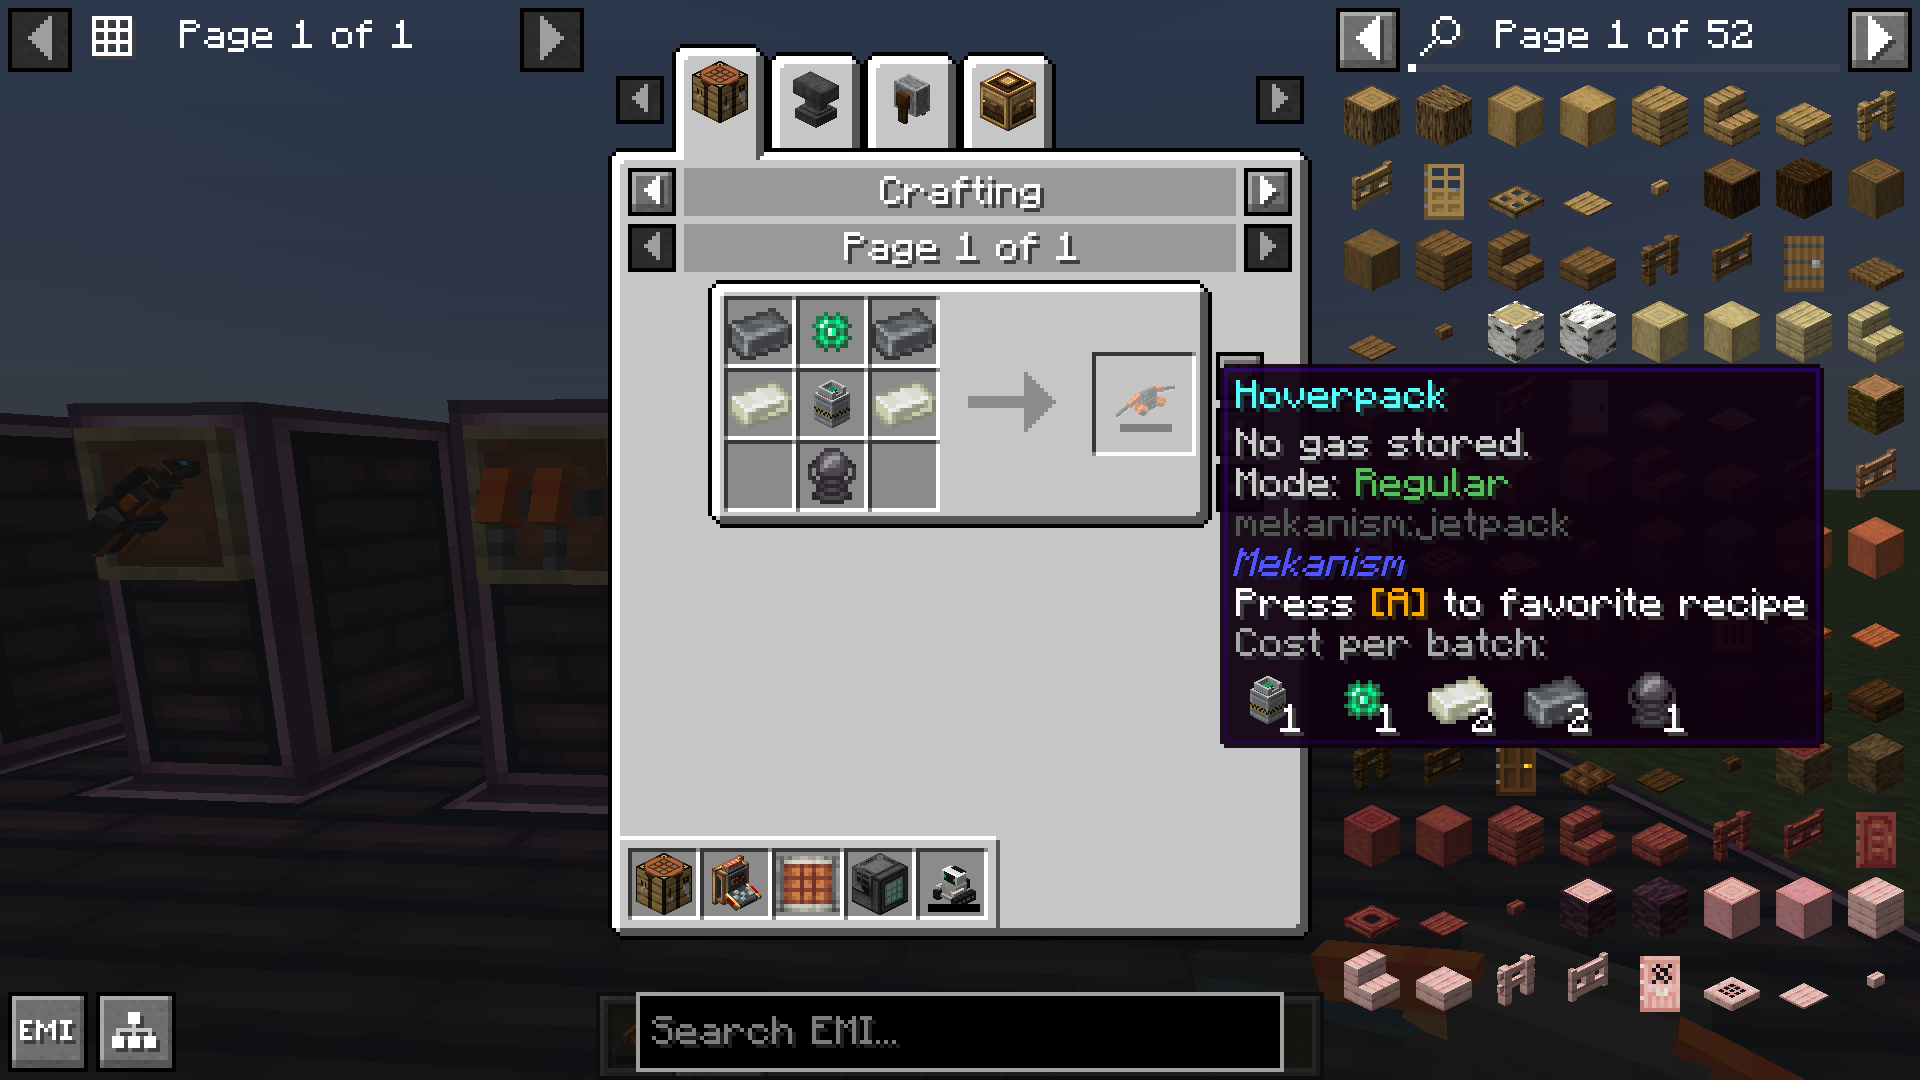 Page 1 of 1
Page 1 of 52
Crafting
Page 1 of 1
Hoverpack
No gas stored.
Mode: Regular
mekanism:jetpack
Mekanism
Press [A] to favorite recipe
Cost per batch:
1 1 2 2 1
EMI
Search EMI...